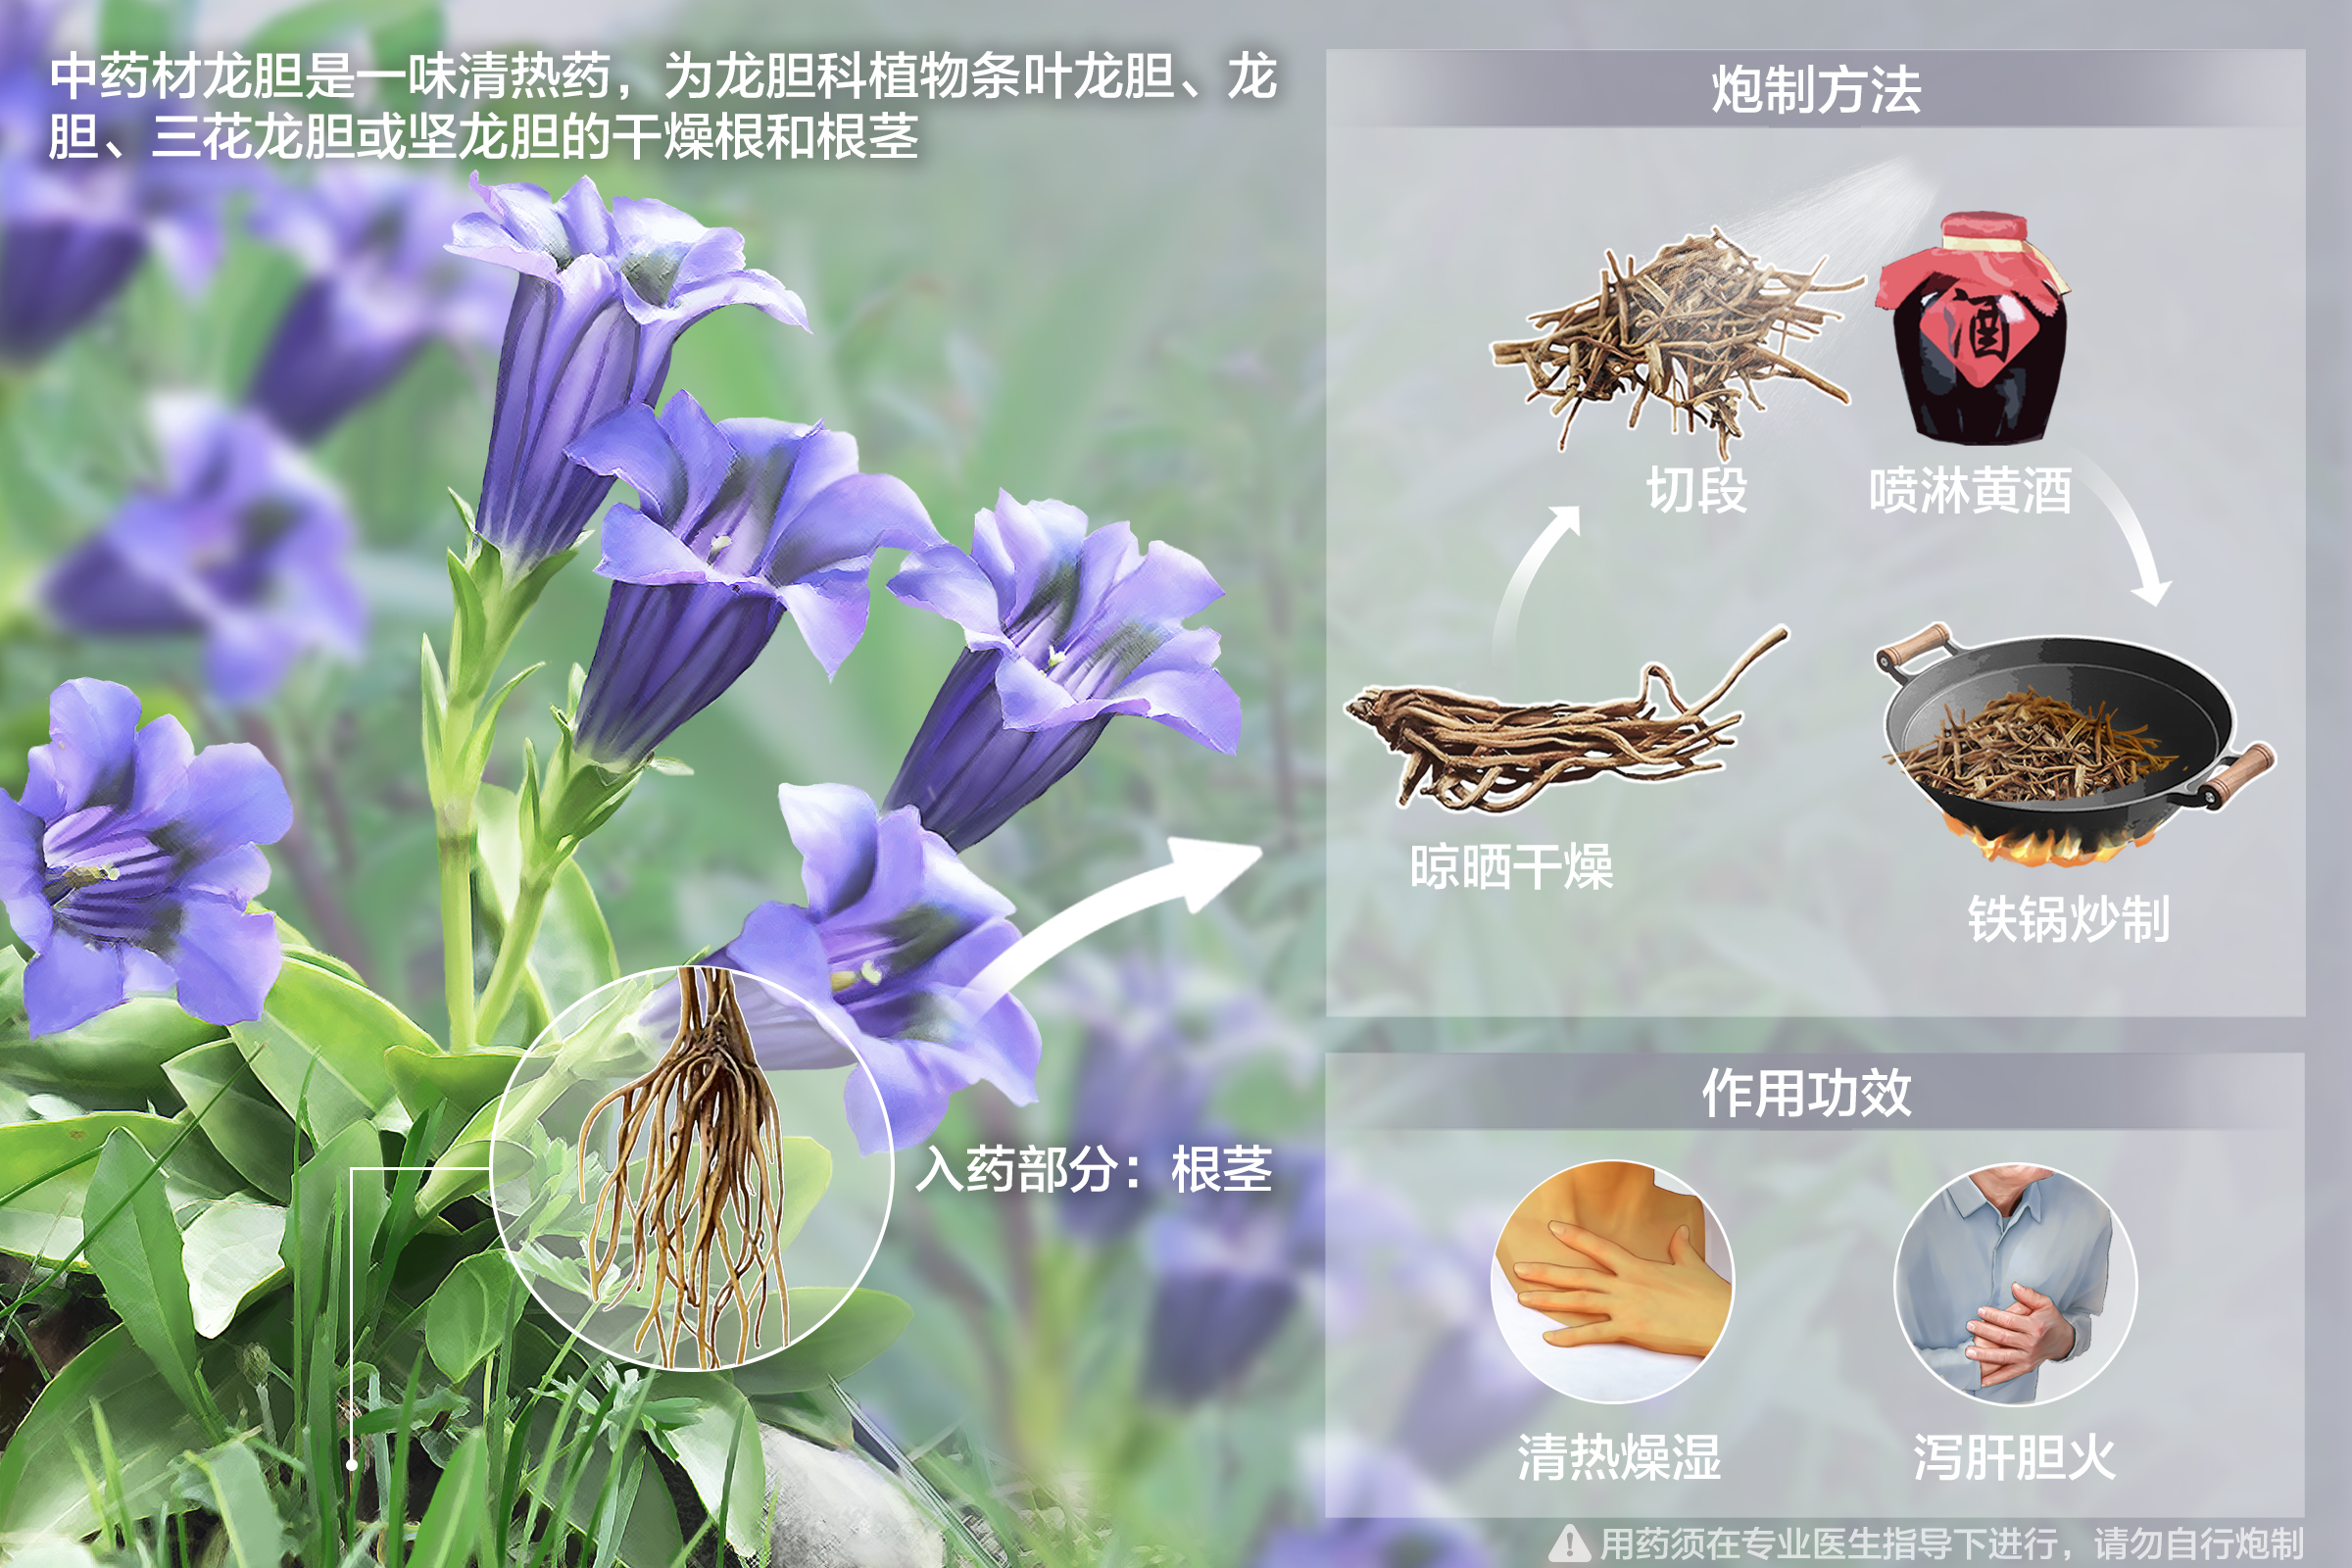 中药材龙胆是一味清热药，为龙胆科植物条叶龙胆、龙
胆、三花龙胆或坚龙胆的干燥根和根茎
炮制方法
酒
切段
喷淋黄酒
晾晒干燥
铁锅炒制
入药部分：根茎
作用功效
清热燥湿
泻肝胆火
用药须在专业医生指导下进行，请勿自行炮制